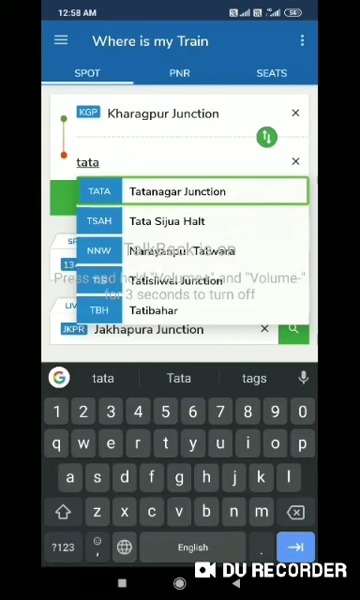 12:58 AM
56
Where is my Train
SPOT PNR SEATS
KGP Kharagpur Junction
tata
TATA Tatanagar Junction
TSAH Tata Sijua Halt
NNW Narayanpur Tatwara
TalkBack is on
Press and hold "Volume+" and "Volume-"
for 3 seconds to turn off
Tatisilwai Junction
TBH Tatibahar
JKPR Jakhapura Junction
G tata Tata tags
1 2 3 4 5 6 7 8 9 0
q w e r t y u i o p
a s d f g h j k l
z x c v b n m
?123 , English .
DU RECORDER